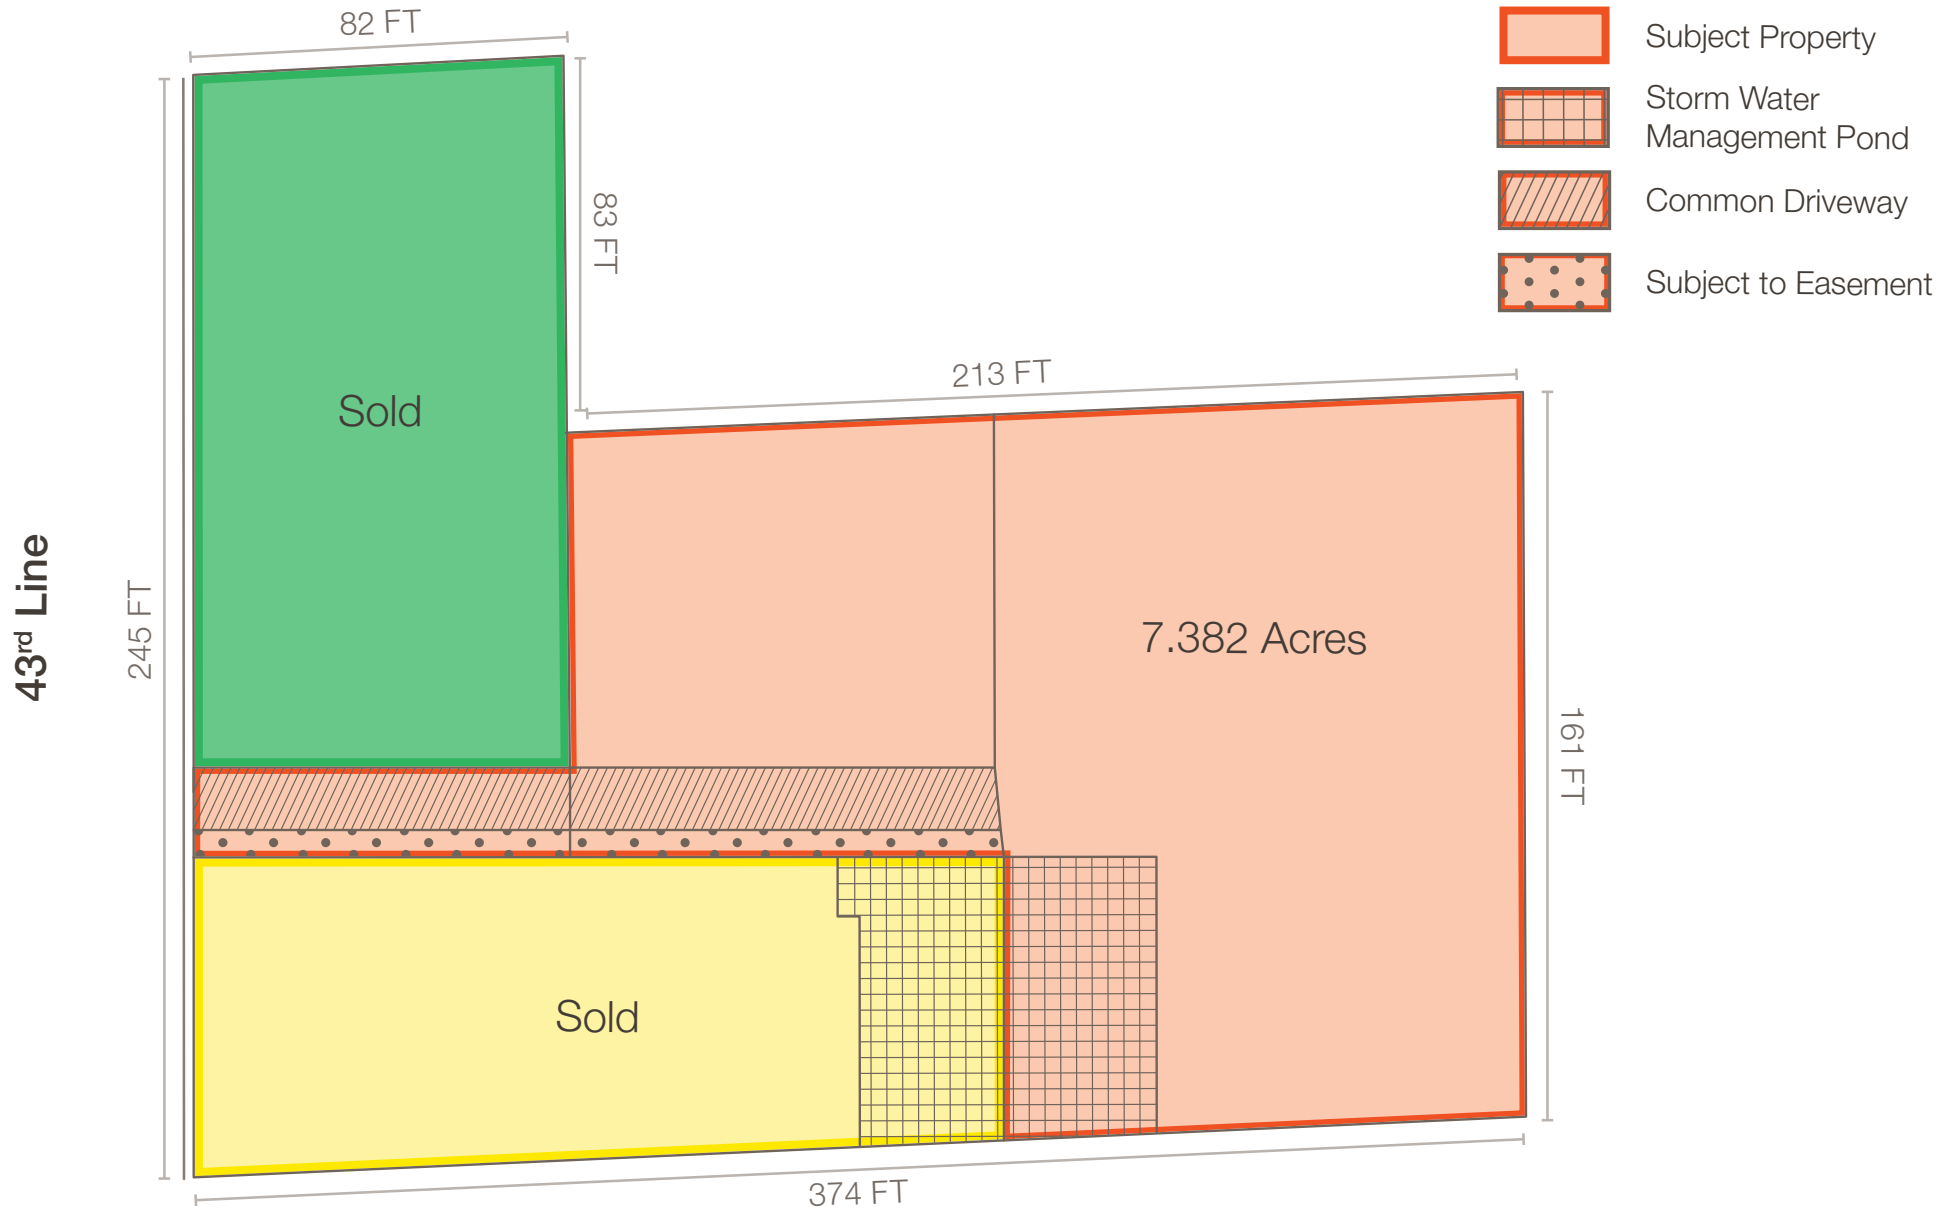 82 FT
Subject Property
Storm Water
Management Pond
Common Driveway
Subject to Easement
83 FT
213 FT
Sold
43rd Line
245 FT
7.382 Acres
161 FT
Sold
374 FT